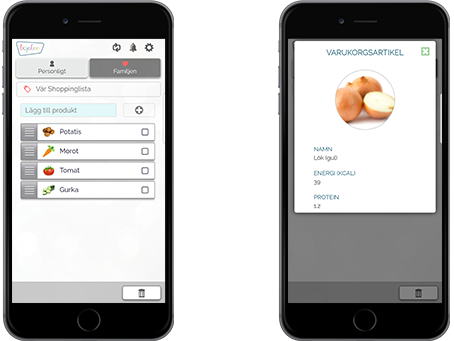 Personligt
Familjen
Vår Shoppinglista
Lägg till produkt
Potatis
Morot
Tomat
Gurka
VARUKORGSARTIKEL
NAMN
Lök (gul)
ENERGI (KCAL)
39
PROTEIN
1.2